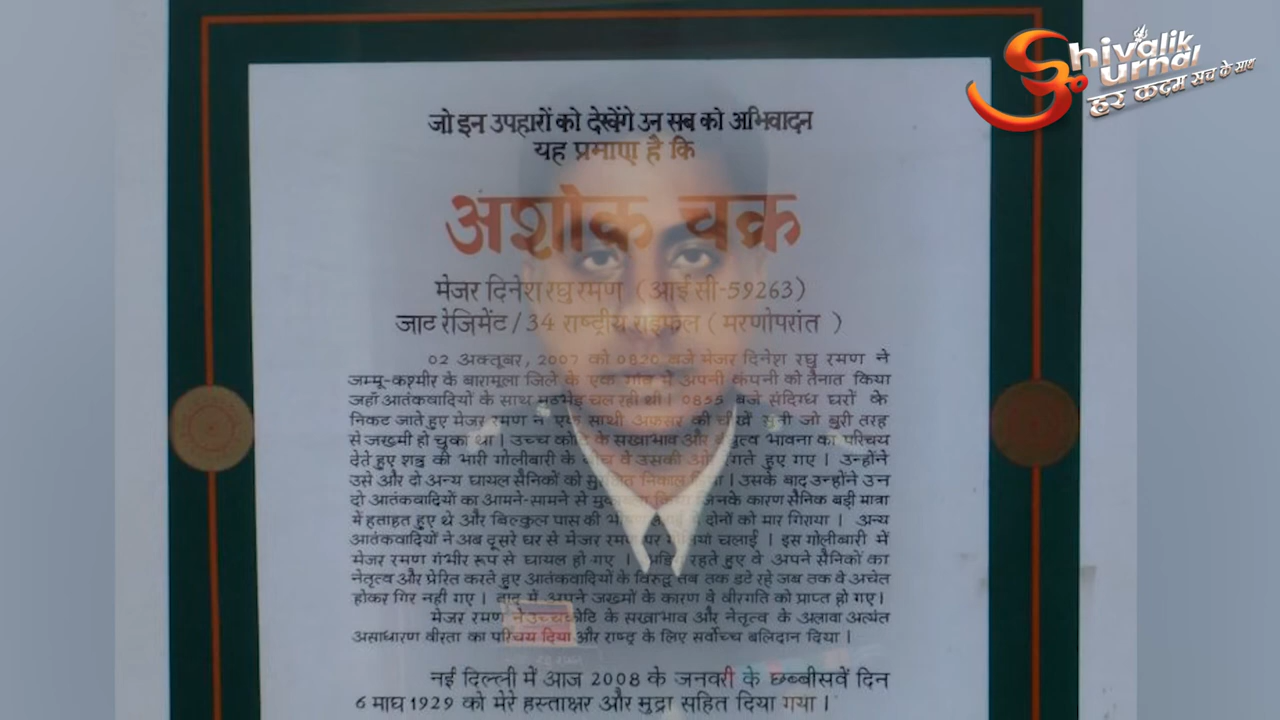 Shivalik
Journal
हर कदम सच के साथ
जो इन उपहारों को देखेंगे उन सब को अभिवादन
यह प्रमाण है कि
अशोक चक्र
मेजर दिनेश रघु रमण (आई सी-59263)
जाट रेजिमेंट/34 राष्ट्रीय राइफल (मरणोपरांत)
02 अक्तूबर, 2007 को 0820 बजे मेजर दिनेश रघु रमण ने
जम्मू-कश्मीर के बारामूला जिले के एक गांव में अपनी कंपनी को तैनात किया
जहाँ आतंकवादियों के साथ मुठभेड़ चल रही थी। 0855 बजे संदिग्ध घरों के
निकट जाते हुए मेजर रमण ने एक साथी अफसर की चीखें सुनी जो बुरी तरह
से जख्मी हो चुका था। उच्च कोटि के सखाभाव और नेतृत्व भावना का परिचय
देते हुए शत्रु की भारी गोलीबारी के बीच वे उसकी ओर गते हुए गए। उन्होंने
उसे और दो अन्य घायल सैनिकों को सुरक्षित निकाल लिया। उसके बाद उन्होंने उन
दो आतंकवादियों का आमने-सामने से मुकाबला किया जिनके कारण सैनिक बड़ी मात्रा
में हताहत हुए थे और बिल्कुल पास की में दोनों को मार गिराया। अन्य
आतंकवादियों ने अब दूसरे घर से मेजर रमण पर गोलियां चलाई। इस गोलीबारी में
मेजर रमण गंभीर रूप से घायल हो गए। रहते हुए वे अपने सैनिकों का
नेतृत्व और प्रेरित करते हुए आतंकवादियों के विरुद्ध तब तक डटे रहे जब तक वे अचेत
होकर गिर नहीं गए। बाद में अपने जख्मों के कारण वे वीरगति को प्राप्त हो गए।
मेजर रमण ने उच्चकोटि के सखाभाव और नेतृत्व के अलावा अत्यंत
असाधारण वीरता का परिचय दिया और राष्ट्र के लिए सर्वोच्च बलिदान दिया।
नई दिल्ली में आज 2008 के जनवरी के छब्बीसवें दिन
6 माघ 1929 को मेरे हस्ताक्षर और मुद्रा सहित दिया गया।